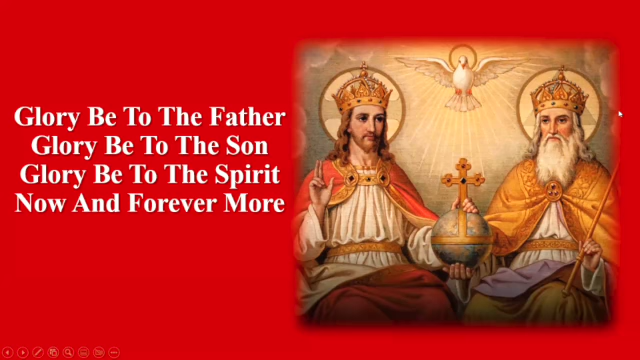 Glory Be To The Father
Glory Be To The Son
Glory Be To The Spirit
Now And Forever More